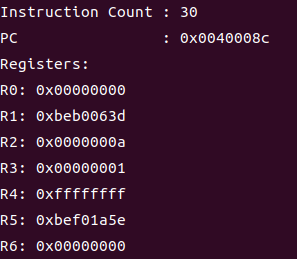 Instruction Count : 30
PC                : 0x0040008c
Registers:
R0: 0x00000000
R1: 0xbeb0063d
R2: 0x0000000a
R3: 0x00000001
R4: 0xffffffff
R5: 0xbef01a5e
R6: 0x00000000